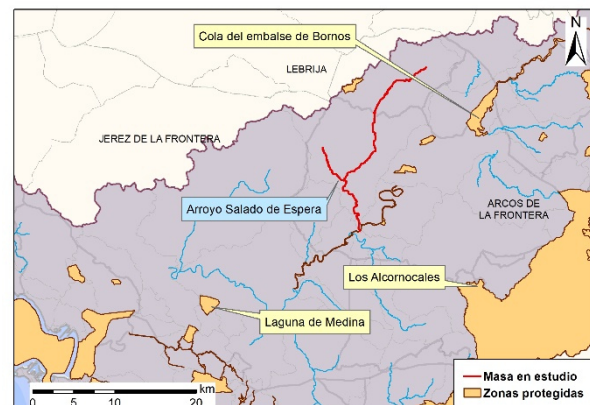 Cola del embalse de Bornos
N
LEBRIJA
JEREZ DE LA FRONTERA
Arroyo Salado de Espera
ARCOS DE
LA FRONTERA
Los Alcornocales
Laguna de Medina
km
0 5 10 20
Masa en estudio
Zonas protegidas